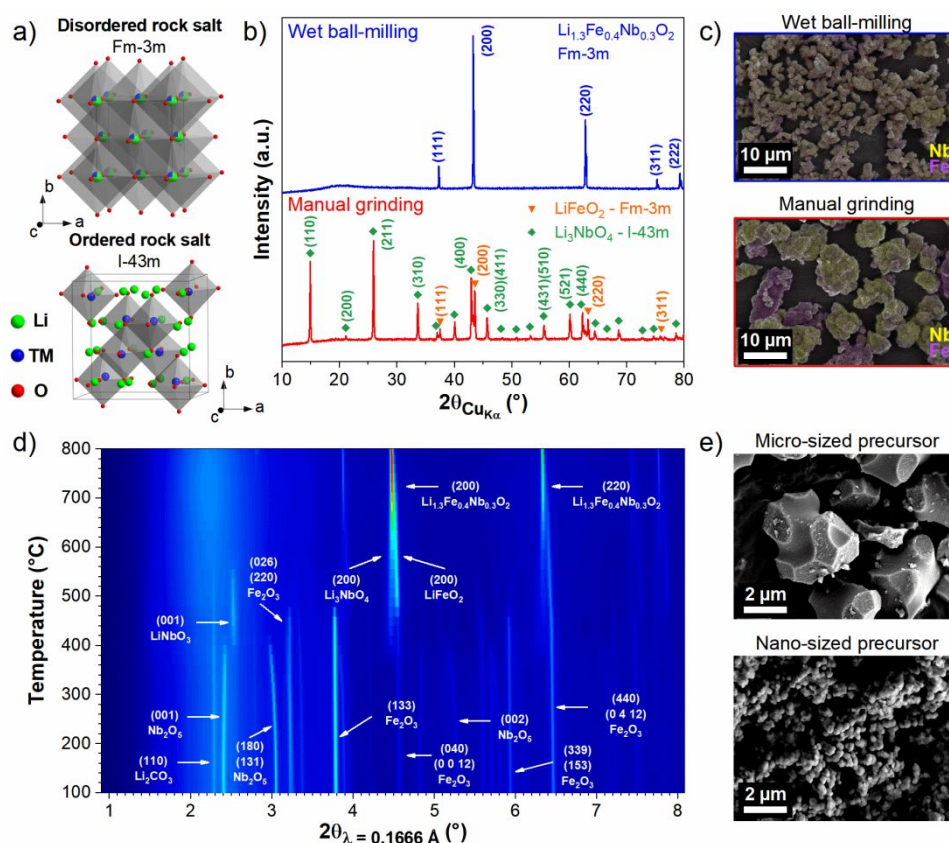 a)
Disordered rock salt
Fm-3m
b
c
a
Ordered rock salt
I-43m
Li
TM
O
b
c
a
b)
Wet ball-milling
Li1.3Fe0.4Nb0.3O2
Fm-3m
(111)
(200)
(220)
(311)
(222)
Manual grinding
LiFeO2 - Fm-3m
Li3NbO4 - I-43m
(110)
(200)
(211)
(310)
(111)
(400)
(200)
(330)(411)
(431)(510)
(521)
(440)
(220)
(311)
Intensity (a.u.)
10 20 30 40 50 60 70 80
2θCuKα (°)
c)
Wet ball-milling
10 µm
Nb
Fe
Manual grinding
10 µm
Nb
Fe
d)
Temperature (°C)
800
700
600
500
400
300
200
100
(200)
Li1.3Fe0.4Nb0.3O2
(220)
Li1.3Fe0.4Nb0.3O2
(026)
(220)
Fe2O3
(200)
Li3NbO4
(200)
LiFeO2
(001)
LiNbO3
(001)
Nb2O5
(133)
Fe2O3
(002)
Nb2O5
(440)
(0 4 12)
Fe2O3
(110)
Li2CO3
(180)
(131)
Nb2O5
(040)
(0 0 12)
Fe2O3
(339)
(153)
Fe2O3
1 2 3 4 5 6 7 8
2θλ = 0.1666 Å (°)
e)
Micro-sized precursor
2 µm
Nano-sized precursor
2 µm